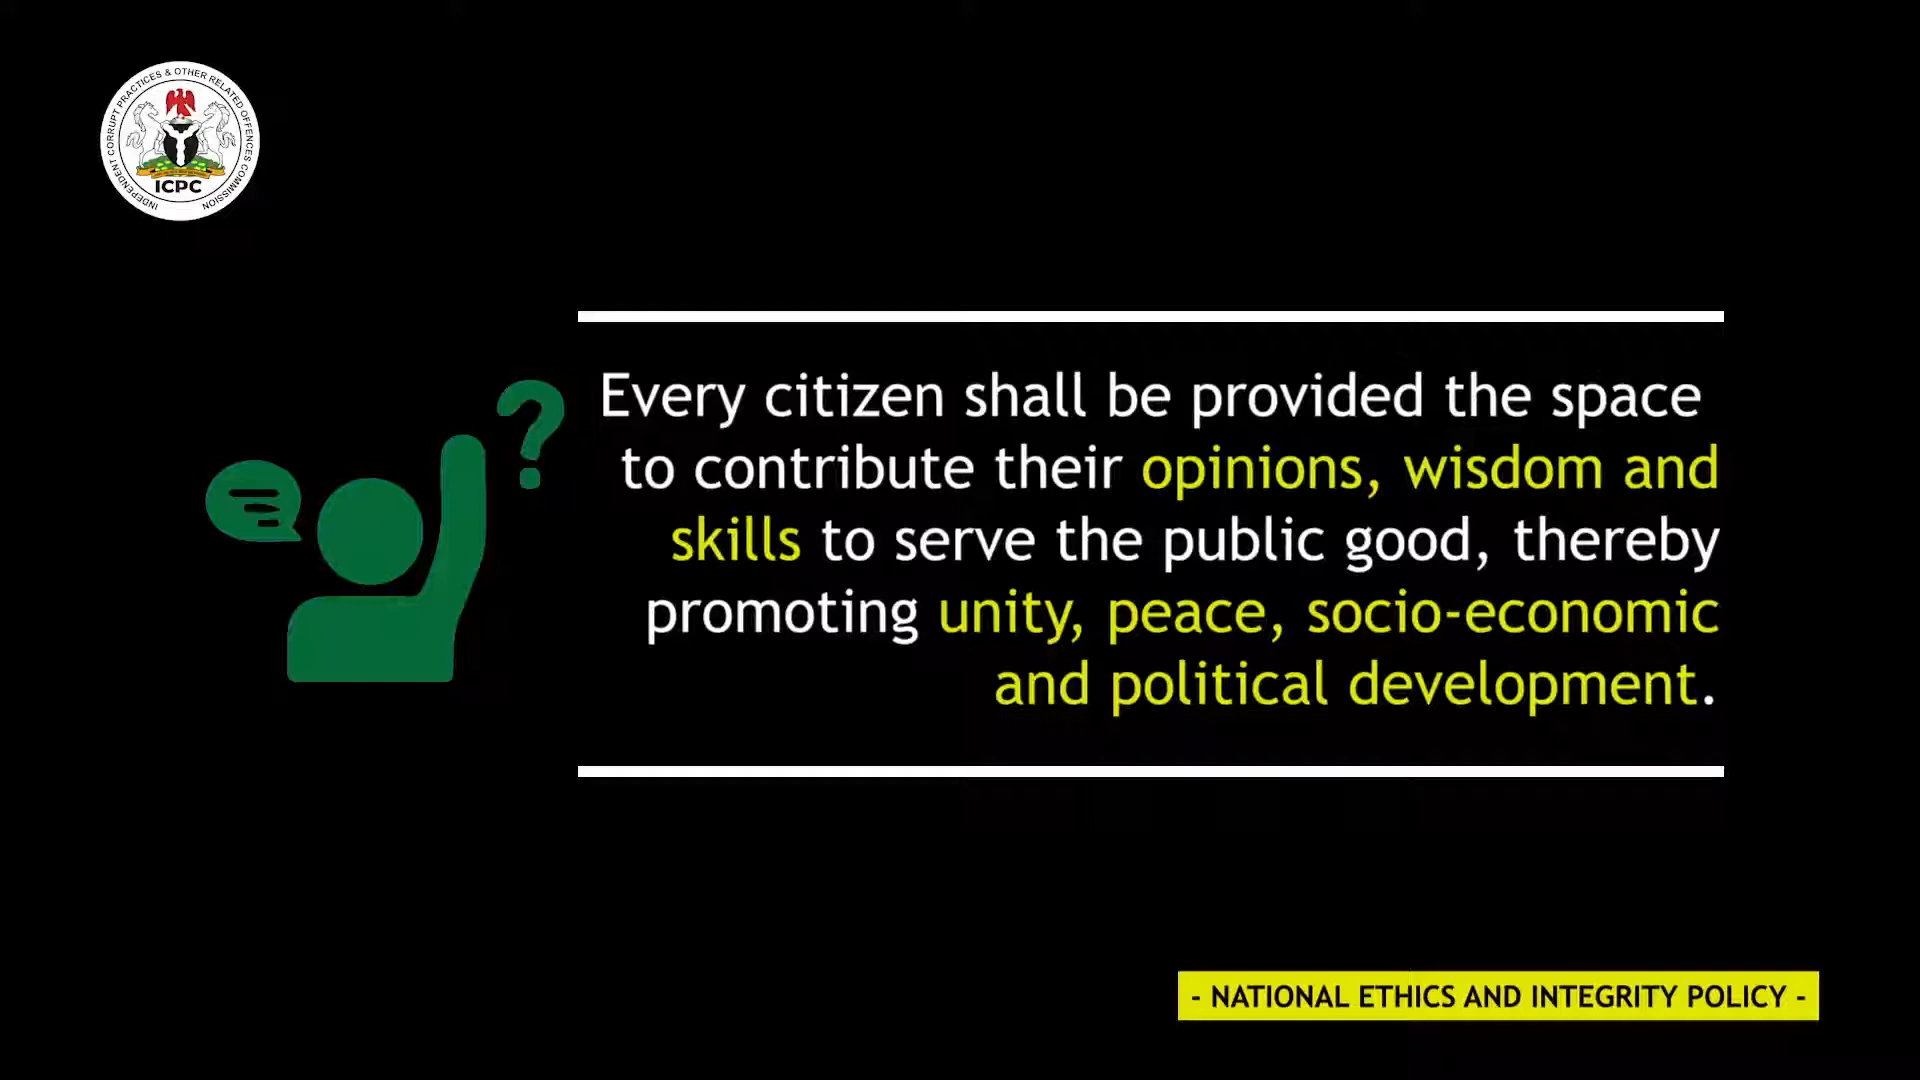 INDEPENDENT CORRUPT PRACTICES & OTHER RELATED OFFENCES COMMISSION
ICPC
Every citizen shall be provided the space
to contribute their opinions, wisdom and
skills to serve the public good, thereby
promoting unity, peace, socio-economic
and political development.
- NATIONAL ETHICS AND INTEGRITY POLICY -